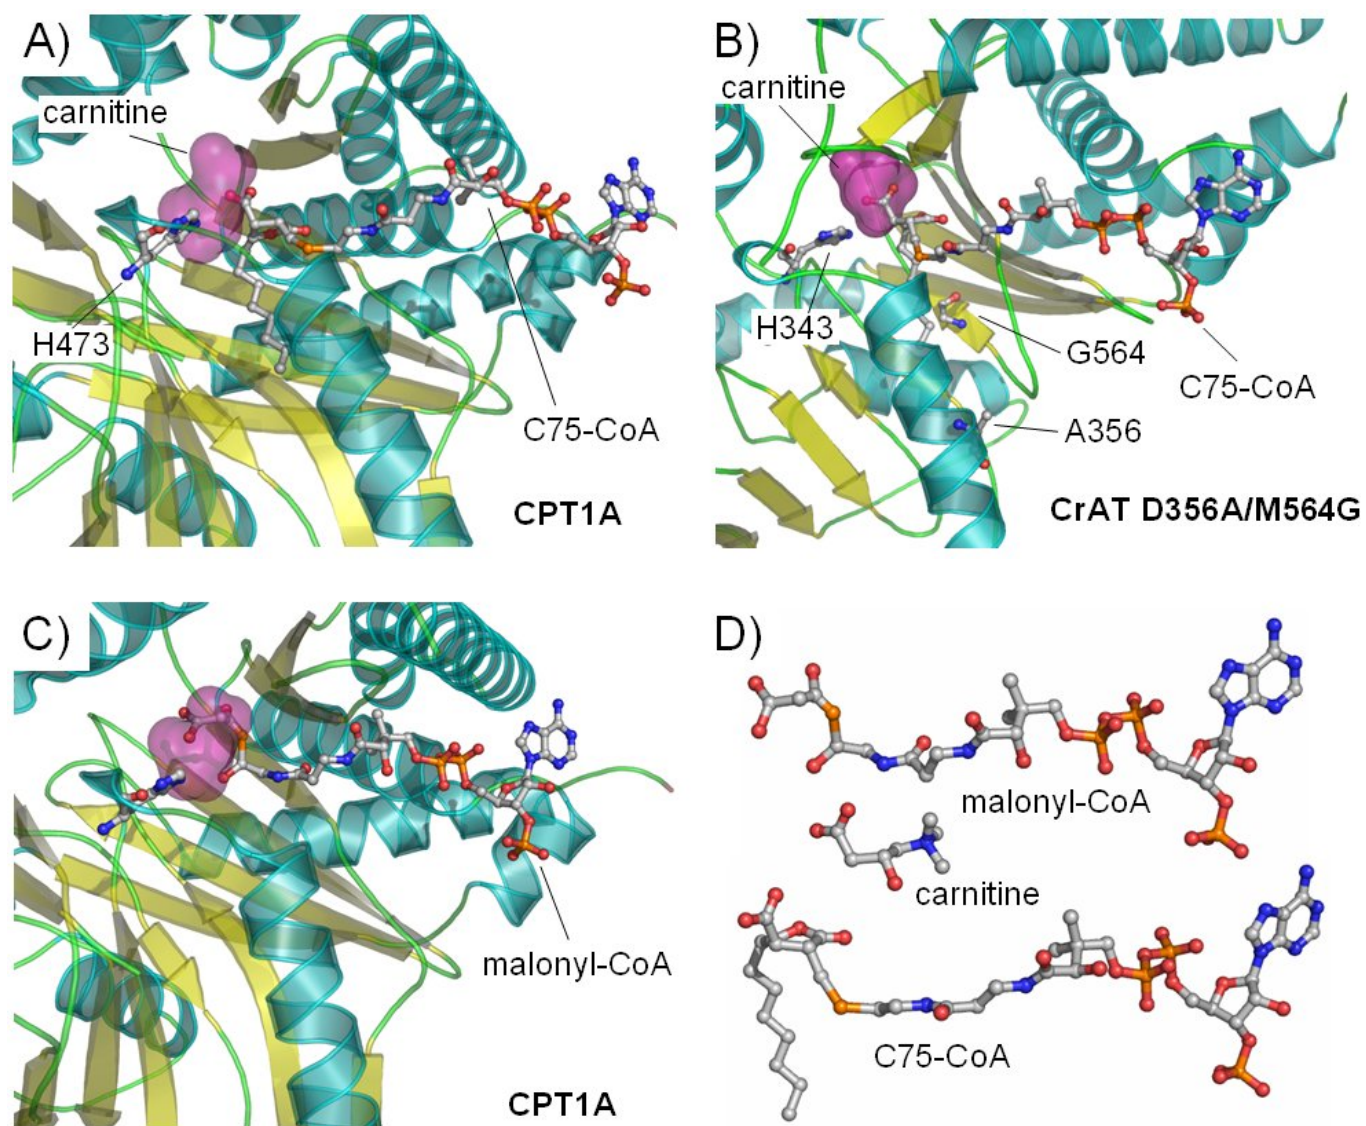 A)
carnitine
H473
C75-CoA
CPT1A
B)
carnitine
H343
G564
C75-CoA
A356
CrAT D356A/M564G
C)
malonyl-CoA
CPT1A
D)
malonyl-CoA
carnitine
C75-CoA